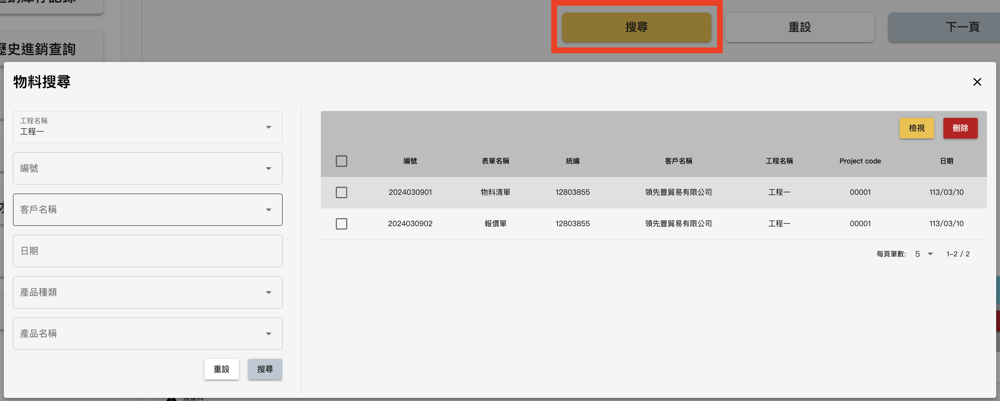 搜尋
重設
下一頁
歷史進銷查詢
物料搜尋
工程名稱
工程一
編號
客戶名稱
日期
產品種類
產品名稱
重設 搜尋
檢視 刪除
編號 表單名稱 統編 客戶名稱 工程名稱 Project code 日期
2024030901 物料清單 12803855 領先豐貿易有限公司 工程一 00001 113/03/10
2024030902 報價單 12803855 領先豐貿易有限公司 工程一 00001 113/03/10
每頁筆數: 5 1-2 / 2